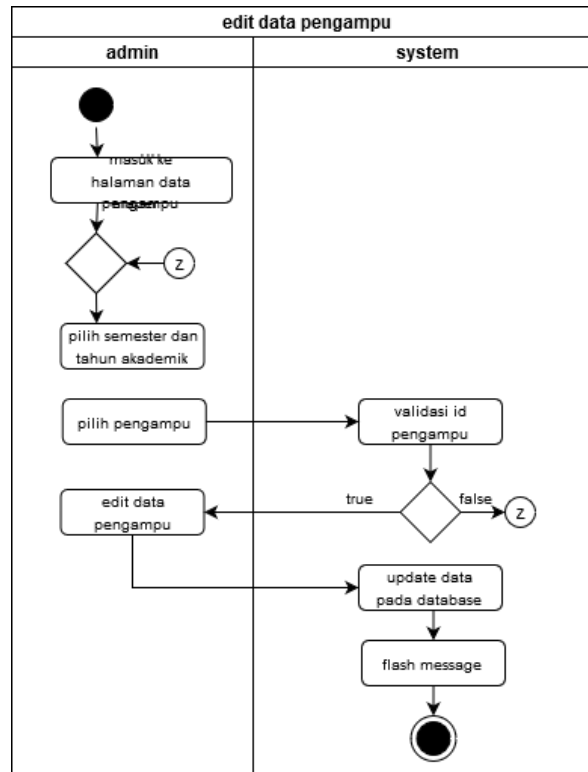 edit data pengampu
admin
system
masuk ke
halaman data
pengampu
z
pilih semester dan
tahun akademik
pilih pengampu
validasi id
pengampu
edit data
pengampu
true
false
z
update data
pada database
flash message